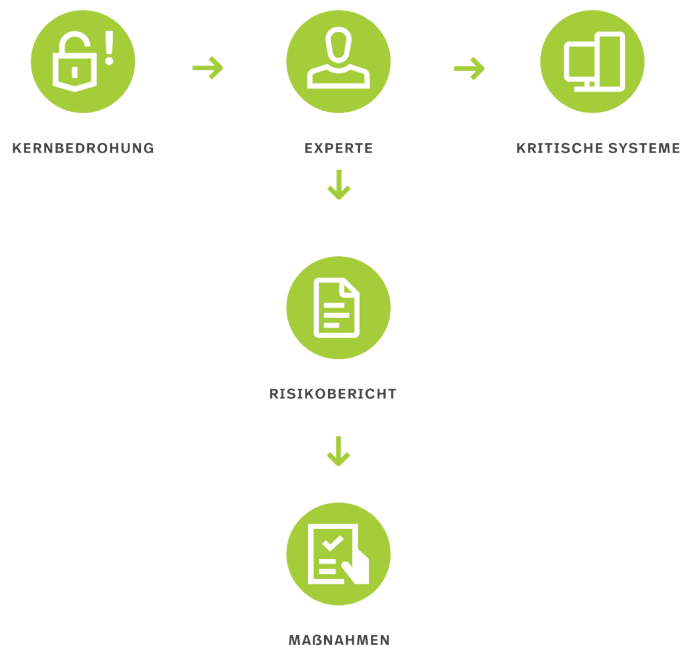 KERNBEDROHUNG
EXPERTE
KRITISCHE SYSTEME
RISIKOBERICHT
MAßNAHMEN